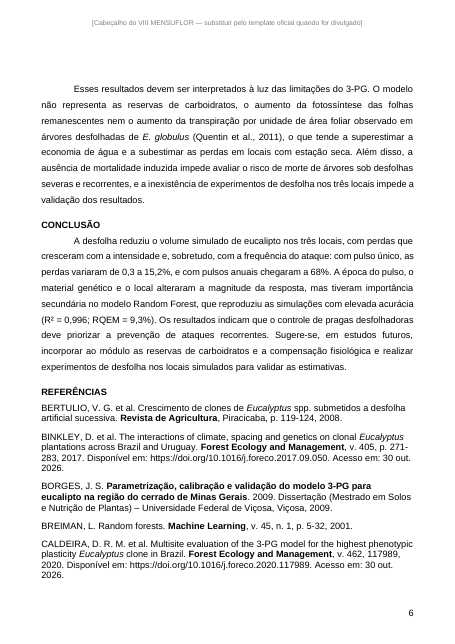 [Cabeçalho do VIII MENSUFLOR — substituir pelo template oficial quando for divulgado]
Esses resultados devem ser interpretados à luz das limitações do 3-PG. O modelo
não representa as reservas de carboidratos, o aumento da fotossíntese das folhas
remanescentes nem o aumento da transpiração por unidade de área foliar observado em
árvores desfolhadas de E. globulus (Quentin et al., 2011), o que tende a superestimar a
economia de água e a subestimar as perdas em locais com estação seca. Além disso, a
ausência de mortalidade induzida impede avaliar o risco de morte de árvores sob desfolhas
severas e recorrentes, e a inexistência de experimentos de desfolha nos três locais impede a
validação dos resultados.
CONCLUSÃO
A desfolha reduziu o volume simulado de eucalipto nos três locais, com perdas que
cresceram com a intensidade e, sobretudo, com a frequência do ataque: com pulso único, as
perdas variaram de 0,3 a 15,2%, e com pulsos anuais chegaram a 68%. A época do pulso, o
material genético e o local alteraram a magnitude da resposta, mas tiveram importância
secundária no modelo Random Forest, que reproduziu as simulações com elevada acurácia
(R² = 0,996; RQEM = 9,3%). Os resultados indicam que o controle de pragas desfolhadoras
deve priorizar a prevenção de ataques recorrentes. Sugere-se, em estudos futuros,
incorporar ao módulo as reservas de carboidratos e a compensação fisiológica e realizar
experimentos de desfolha nos locais simulados para validar as estimativas.
REFERÊNCIAS
BERTULIO, V. G. et al. Crescimento de clones de Eucalyptus spp. submetidos a desfolha
artificial sucessiva. Revista de Agricultura, Piracicaba, p. 119-124, 2008.
BINKLEY, D. et al. The interactions of climate, spacing and genetics on clonal Eucalyptus
plantations across Brazil and Uruguay. Forest Ecology and Management, v. 405, p. 271-
283, 2017. Disponível em: https://doi.org/10.1016/j.foreco.2017.09.050. Acesso em: 30 out.
2026.
BORGES, J. S. Parametrização, calibração e validação do modelo 3-PG para
eucalipto na região do cerrado de Minas Gerais. 2009. Dissertação (Mestrado em Solos
e Nutrição de Plantas) – Universidade Federal de Viçosa, Viçosa, 2009.
BREIMAN, L. Random forests. Machine Learning, v. 45, n. 1, p. 5-32, 2001.
CALDEIRA, D. R. M. et al. Multisite evaluation of the 3-PG model for the highest phenotypic
plasticity Eucalyptus clone in Brazil. Forest Ecology and Management, v. 462, 117989,
2020. Disponível em: https://doi.org/10.1016/j.foreco.2020.117989. Acesso em: 30 out.
2026.
6